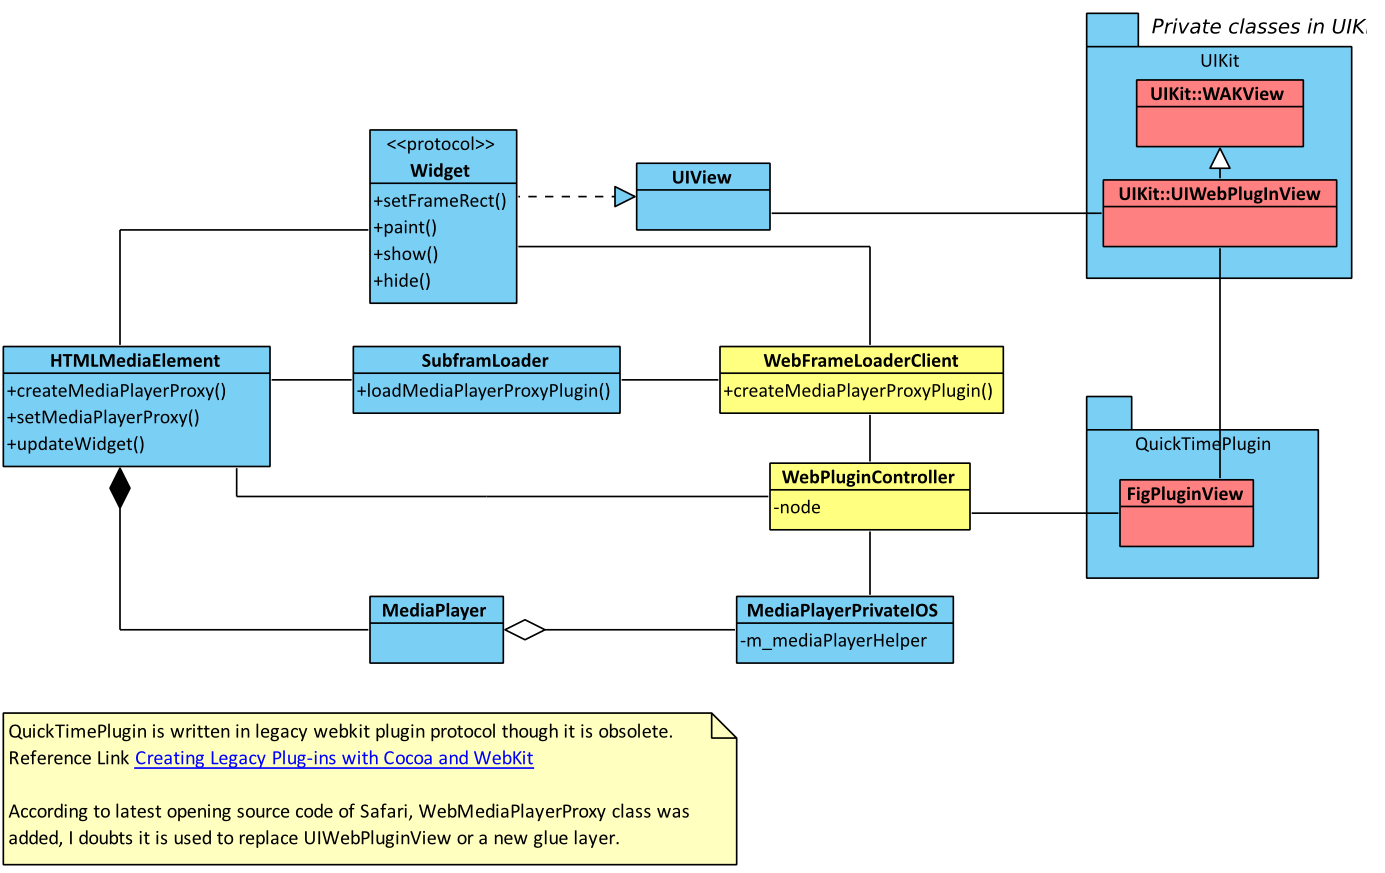 Private classes in UIK
UIKit
UIKit::WAKView
<<protocol>>
Widget
+setFrameRect()
+paint()
+show()
+hide()
UIView
UIKit::UIWebPlugInView
HTMLMediaElement
+createMediaPlayerProxy()
+setMediaPlayerProxy()
+updateWidget()
SubframLoader
+loadMediaPlayerProxyPlugin()
WebFrameLoaderClient
+createMediaPlayerProxyPlugin()
QuickTimePlugin
WebPluginController
-node
FigPluginView
MediaPlayer
MediaPlayerPrivateIOS
-m_mediaPlayerHelper
QuickTimePlugin is written in legacy webkit plugin protocol though it is obsolete.
Reference Link Creating Legacy Plug-ins with Cocoa and WebKit
According to latest opening source code of Safari, WebMediaPlayerProxy class was
added, I doubts it is used to replace UIWebPluginView or a new glue layer.